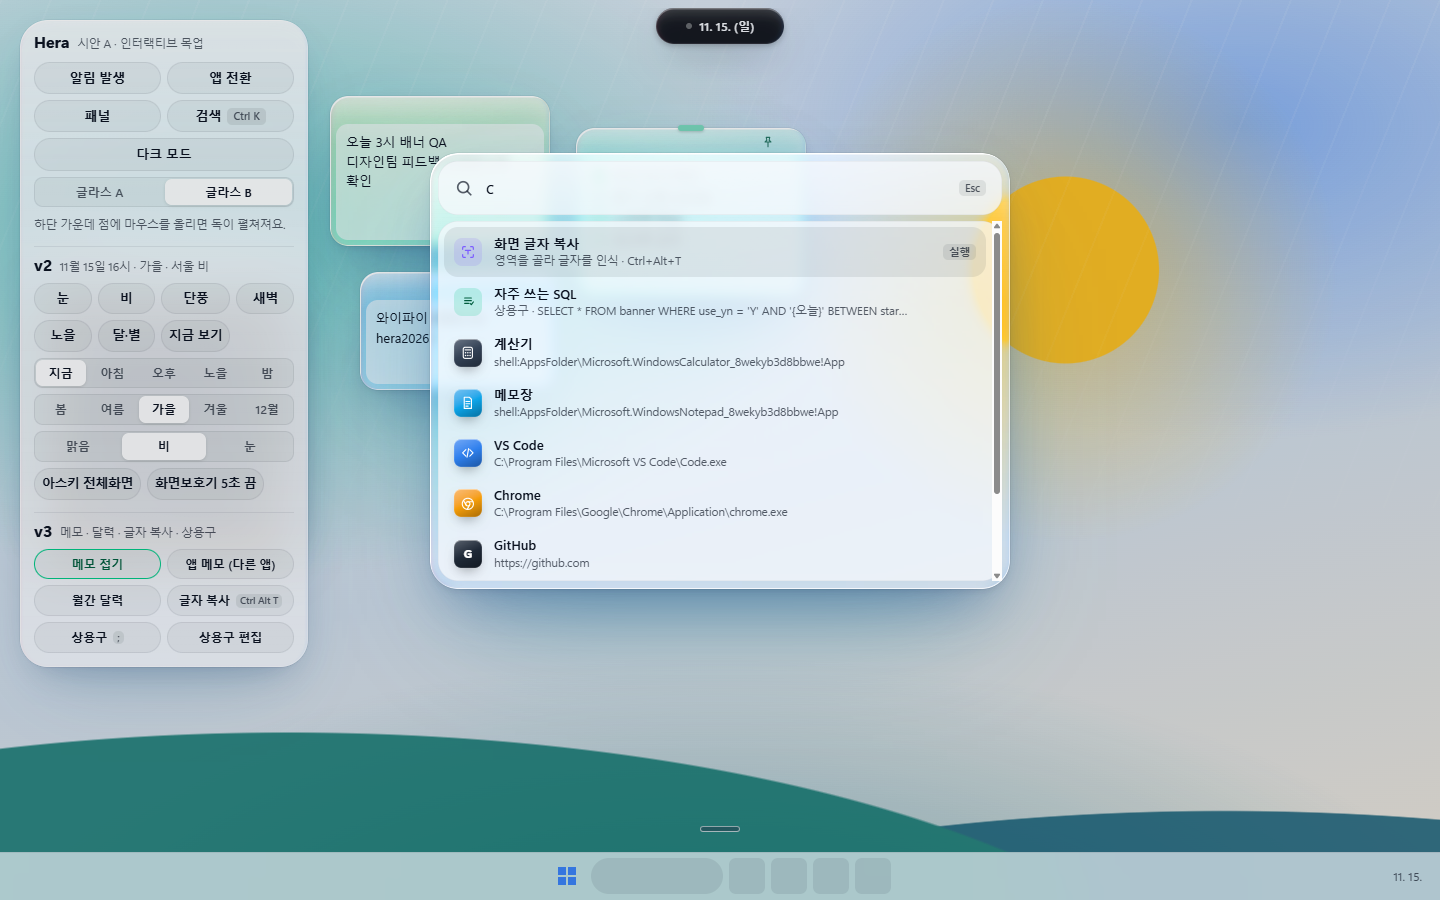 11. 15. (일)
Hera 시안 A · 인터랙티브 목업
알림 발생
앱 전환
패널
검색 Ctrl K
다크 모드
글라스 A
글라스 B
하단 가운데 점에 마우스를 올리면 독이 펼쳐져요.
v2 11월 15일 16시 · 가을 · 서울 비
눈
비
단풍
새벽
노을
달·별
지금 보기
지금
아침
오후
노을
밤
봄
여름
가을
겨울
12월
맑음
비
눈
아스키 전체화면
화면보호기 5초 끔
v3 메모 · 달력 · 글자 복사 · 상용구
메모 접기
앱 메모 (다른 앱)
월간 달력
글자 복사 Ctrl Alt T
상용구 ;
상용구 편집
오늘 3시 배너 QA
디자인팀 피드백
확인
와이파이
hera2026
C
Esc
화면 글자 복사
영역을 골라 글자를 인식 · Ctrl+Alt+T
실행
자주 쓰는 SQL
상용구 · SELECT * FROM banner WHERE use_yn = 'Y' AND '{오늘}' BETWEEN star...
계산기
shell:AppsFolder\Microsoft.WindowsCalculator_8wekyb3d8bbwe!App
메모장
shell:AppsFolder\Microsoft.WindowsNotepad_8wekyb3d8bbwe!App
VS Code
C:\Program Files\Microsoft VS Code\Code.exe
Chrome
C:\Program Files\Google\Chrome\Application\chrome.exe
G
GitHub
https://github.com
11. 15.